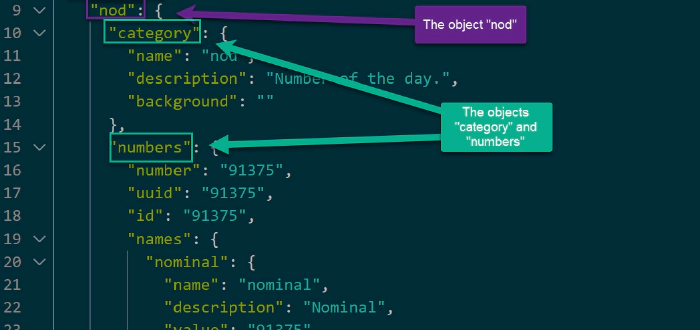 9 "nod": {
The object "nod"
10 "category": {
11 "name": "nod",
12 "description": "Number of the day.",
13 "background": ""
14 },
The objects
"category" and
"numbers"
15 "numbers": {
16 "number": "91375",
17 "uuid": "91375",
18 "id": "91375",
19 "names": {
20 "nominal": {
21 "name": "nominal",
22 "description": "Nominal",
23 "value": "91375"